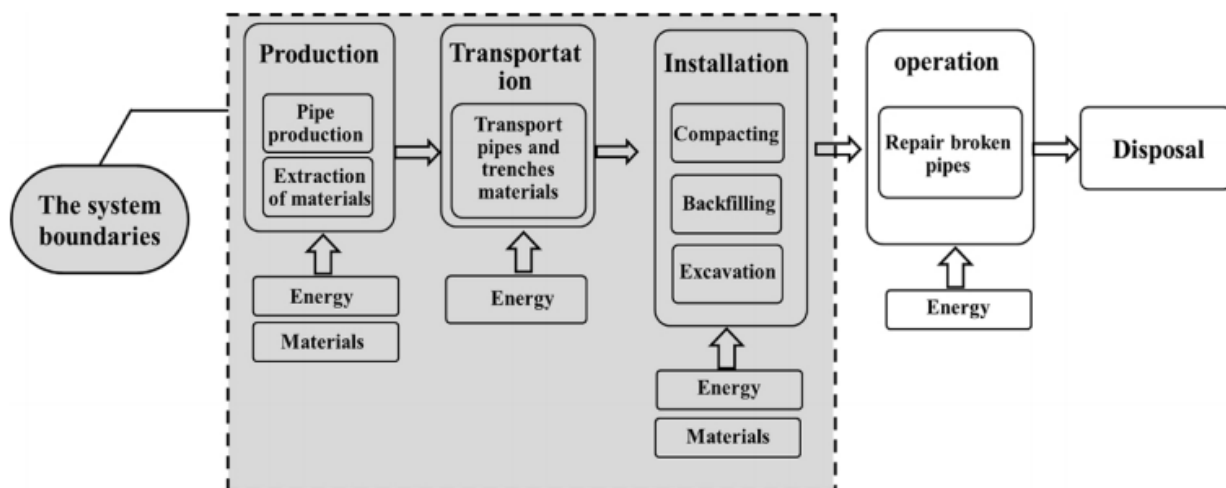 The system
boundaries
Production
Pipe
production
Extraction
of materials
Energy
Materials
Transportat
ion
Transport
pipes and
trenches
materials
Energy
Installation
Compacting
Backfilling
Excavation
Energy
Materials
operation
Repair broken
pipes
Energy
Disposal